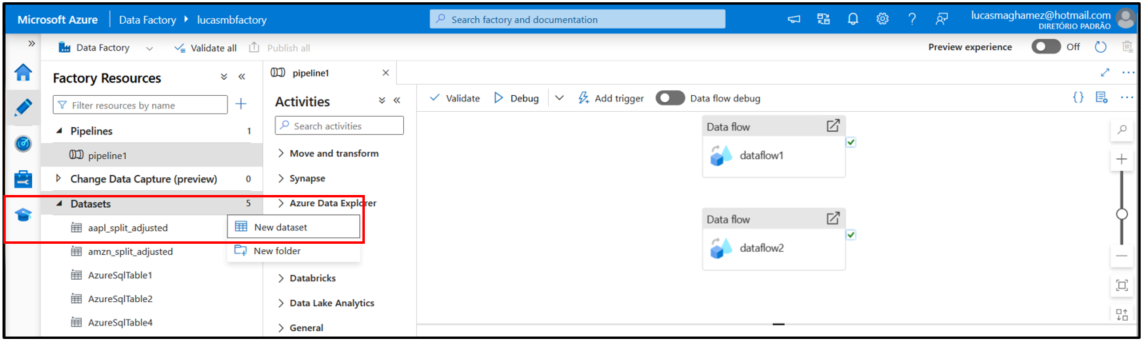 Microsoft Azure | Data Factory ▸ lucasmbfactory
Search factory and documentation
lucasmaghamez@hotmail.com
DIRETÓRIO PADRÃO
Data Factory
Validate all
Publish all
Preview experience
Off
Factory Resources
Filter resources by name
Pipelines 1
pipeline1
Change Data Capture (preview) 0
Datasets 5
aapl_split_adjusted
amzn_split_adjusted
AzureSqlTable1
AzureSqlTable2
AzureSqlTable4
New dataset
New folder
pipeline1
Activities
Search activities
Move and transform
Synapse
Azure Data Explorer
Databricks
Data Lake Analytics
General
Validate
Debug
Add trigger
Data flow debug
Data flow
dataflow1
Data flow
dataflow2